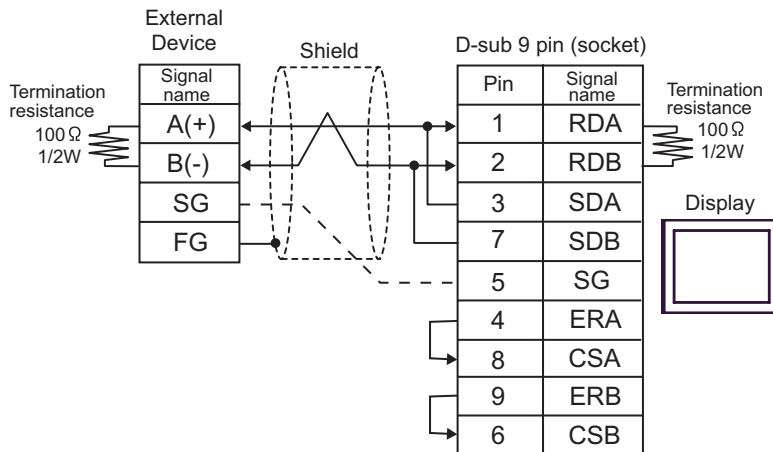 External
Device
Shield
D-sub 9 pin (socket)
Termination
resistance
100Ω
1/2W
Signal
name
A(+)
B(-)
SG
FG
Pin
Signal
name
1 RDA
2 RDB
3 SDA
7 SDB
5 SG
4 ERA
8 CSA
9 ERB
6 CSB
Termination
resistance
100Ω
1/2W
Display